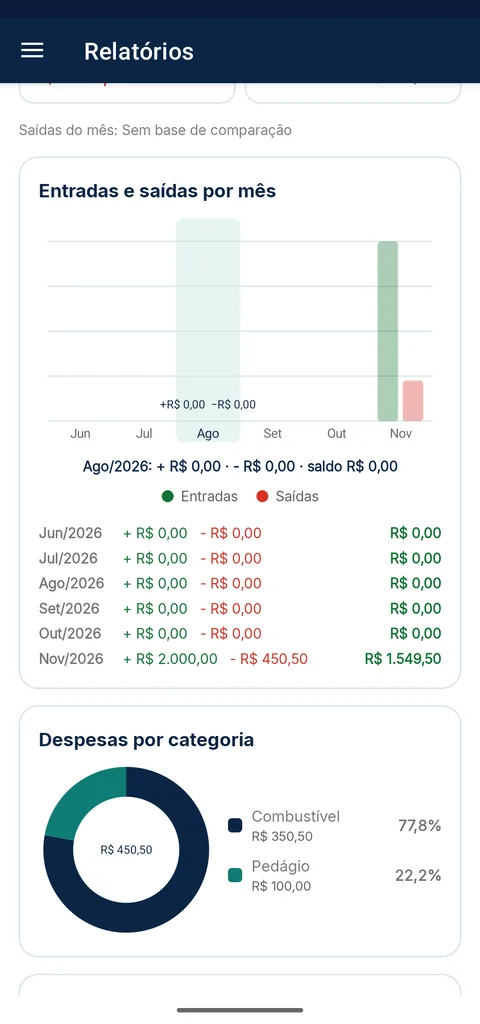 Relatórios
Saídas do mês: Sem base de comparação
Entradas e saídas por mês
+R$ 0,00 -R$ 0,00
Jun Jul Ago Set Out Nov
Ago/2026: + R$ 0,00 · - R$ 0,00 · saldo R$ 0,00
Entradas Saídas
Jun/2026 + R$ 0,00 - R$ 0,00 R$ 0,00
Jul/2026 + R$ 0,00 - R$ 0,00 R$ 0,00
Ago/2026 + R$ 0,00 - R$ 0,00 R$ 0,00
Set/2026 + R$ 0,00 - R$ 0,00 R$ 0,00
Out/2026 + R$ 0,00 - R$ 0,00 R$ 0,00
Nov/2026 + R$ 2.000,00 - R$ 450,50 R$ 1.549,50
Despesas por categoria
R$ 450,50
Combustível 77,8%
R$ 350,50
Pedágio 22,2%
R$ 100,00